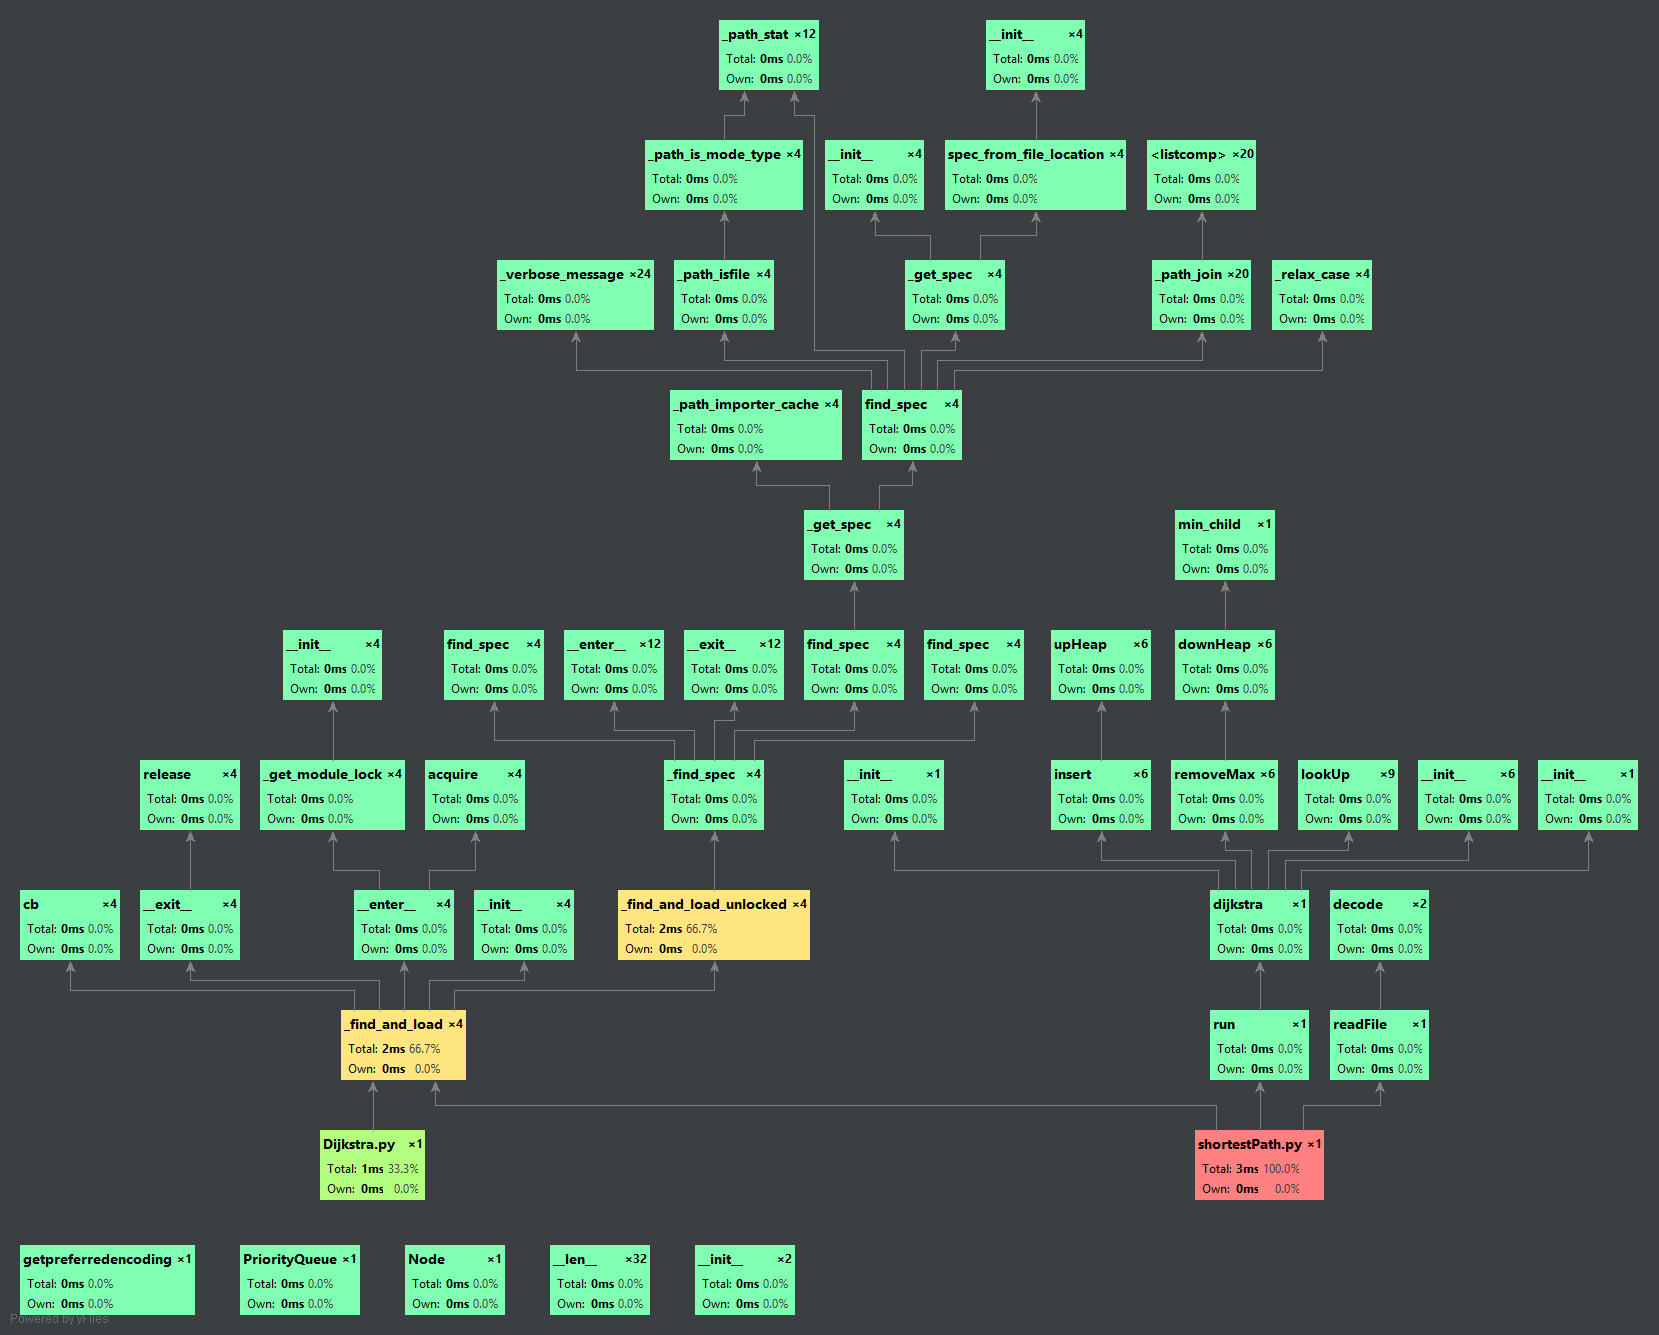 _path_stat ×12
Total: 0ms 0.0%
Own: 0ms 0.0%
__init__ ×4
Total: 0ms 0.0%
Own: 0ms 0.0%
_path_is_mode_type ×4
Total: 0ms 0.0%
Own: 0ms 0.0%
__init__ ×4
Total: 0ms 0.0%
Own: 0ms 0.0%
spec_from_file_location ×4
Total: 0ms 0.0%
Own: 0ms 0.0%
<listcomp> ×20
Total: 0ms 0.0%
Own: 0ms 0.0%
_verbose_message ×24
Total: 0ms 0.0%
Own: 0ms 0.0%
_path_isfile ×4
Total: 0ms 0.0%
Own: 0ms 0.0%
_get_spec ×4
Total: 0ms 0.0%
Own: 0ms 0.0%
_path_join ×20
Total: 0ms 0.0%
Own: 0ms 0.0%
_relax_case ×4
Total: 0ms 0.0%
Own: 0ms 0.0%
_path_importer_cache ×4
Total: 0ms 0.0%
Own: 0ms 0.0%
find_spec ×4
Total: 0ms 0.0%
Own: 0ms 0.0%
_get_spec ×4
Total: 0ms 0.0%
Own: 0ms 0.0%
min_child ×1
Total: 0ms 0.0%
Own: 0ms 0.0%
__init__ ×4
Total: 0ms 0.0%
Own: 0ms 0.0%
find_spec ×4
Total: 0ms 0.0%
Own: 0ms 0.0%
__enter__ ×12
Total: 0ms 0.0%
Own: 0ms 0.0%
__exit__ ×12
Total: 0ms 0.0%
Own: 0ms 0.0%
find_spec ×4
Total: 0ms 0.0%
Own: 0ms 0.0%
find_spec ×4
Total: 0ms 0.0%
Own: 0ms 0.0%
upHeap ×6
Total: 0ms 0.0%
Own: 0ms 0.0%
downHeap ×6
Total: 0ms 0.0%
Own: 0ms 0.0%
release ×4
Total: 0ms 0.0%
Own: 0ms 0.0%
_get_module_lock ×4
Total: 0ms 0.0%
Own: 0ms 0.0%
acquire ×4
Total: 0ms 0.0%
Own: 0ms 0.0%
_find_spec ×4
Total: 0ms 0.0%
Own: 0ms 0.0%
__init__ ×1
Total: 0ms 0.0%
Own: 0ms 0.0%
insert ×6
Total: 0ms 0.0%
Own: 0ms 0.0%
removeMax ×6
Total: 0ms 0.0%
Own: 0ms 0.0%
lookUp ×9
Total: 0ms 0.0%
Own: 0ms 0.0%
__init__ ×6
Total: 0ms 0.0%
Own: 0ms 0.0%
__init__ ×1
Total: 0ms 0.0%
Own: 0ms 0.0%
cb ×4
Total: 0ms 0.0%
Own: 0ms 0.0%
__exit__ ×4
Total: 0ms 0.0%
Own: 0ms 0.0%
__enter__ ×4
Total: 0ms 0.0%
Own: 0ms 0.0%
__init__ ×4
Total: 0ms 0.0%
Own: 0ms 0.0%
_find_and_load_unlocked ×4
Total: 2ms 66.7%
Own: 0ms 0.0%
dijkstra ×1
Total: 0ms 0.0%
Own: 0ms 0.0%
decode ×2
Total: 0ms 0.0%
Own: 0ms 0.0%
_find_and_load ×4
Total: 2ms 66.7%
Own: 0ms 0.0%
run ×1
Total: 0ms 0.0%
Own: 0ms 0.0%
readFile ×1
Total: 0ms 0.0%
Own: 0ms 0.0%
Dijkstra.py ×1
Total: 1ms 33.3%
Own: 0ms 0.0%
shortestPath.py ×1
Total: 3ms 100.0%
Own: 0ms 0.0%
getpreferredencoding ×1
Total: 0ms 0.0%
Own: 0ms 0.0%
PriorityQueue ×1
Total: 0ms 0.0%
Own: 0ms 0.0%
Node ×1
Total: 0ms 0.0%
Own: 0ms 0.0%
__len__ ×32
Total: 0ms 0.0%
Own: 0ms 0.0%
__init__ ×2
Total: 0ms 0.0%
Own: 0ms 0.0%
Powered by yFiles